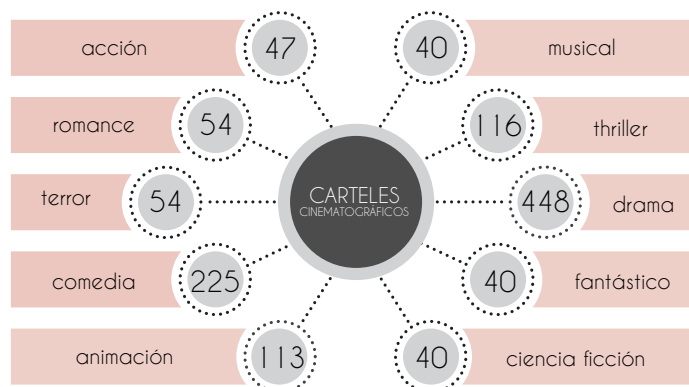 acción 47 40 musical
romance 54 116 thriller
terror 54 448 drama
CARTELES
CINEMATOGRÁFICOS
comedia 225 40 fantástico
animación 113 40 ciencia ficción